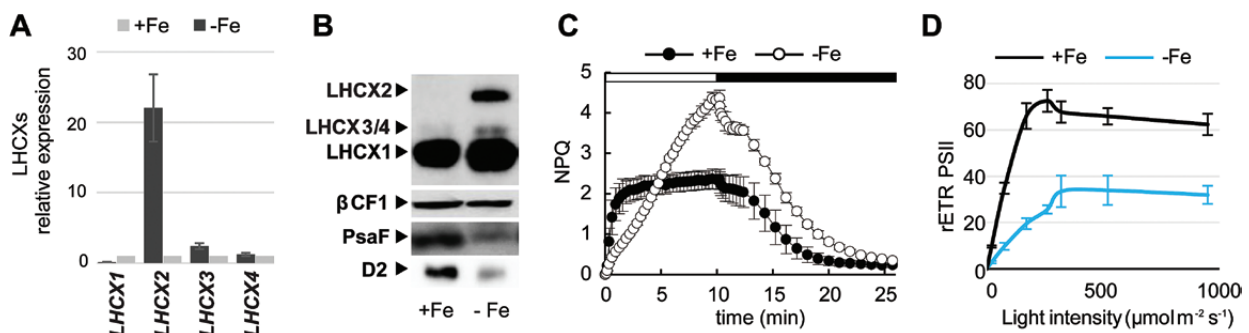 A
+Fe -Fe
LHCXs
relative expression
30
20
10
0
LHCX1
LHCX2
LHCX3
LHCX4
B
LHCX2
LHCX3/4
LHCX1
βCF1
PsaF
D2
+Fe - Fe
C
+Fe -Fe
NPQ
5
4
3
2
1
0
0 5 10 15 20 25
time (min)
D
+Fe -Fe
rETR PSII
80
60
40
20
0
0 500 1000
Light intensity (µmol m⁻² s⁻¹)